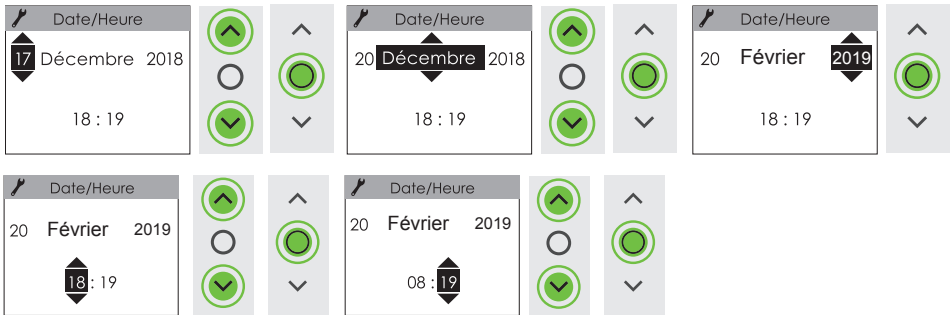 Date/Heure
17 Décembre 2018
18 : 19
Date/Heure
20 Décembre 2018
18 : 19
Date/Heure
20 Février 2019
18 : 19
Date/Heure
20 Février 2019
18 : 19
Date/Heure
20 Février 2019
08 : 19